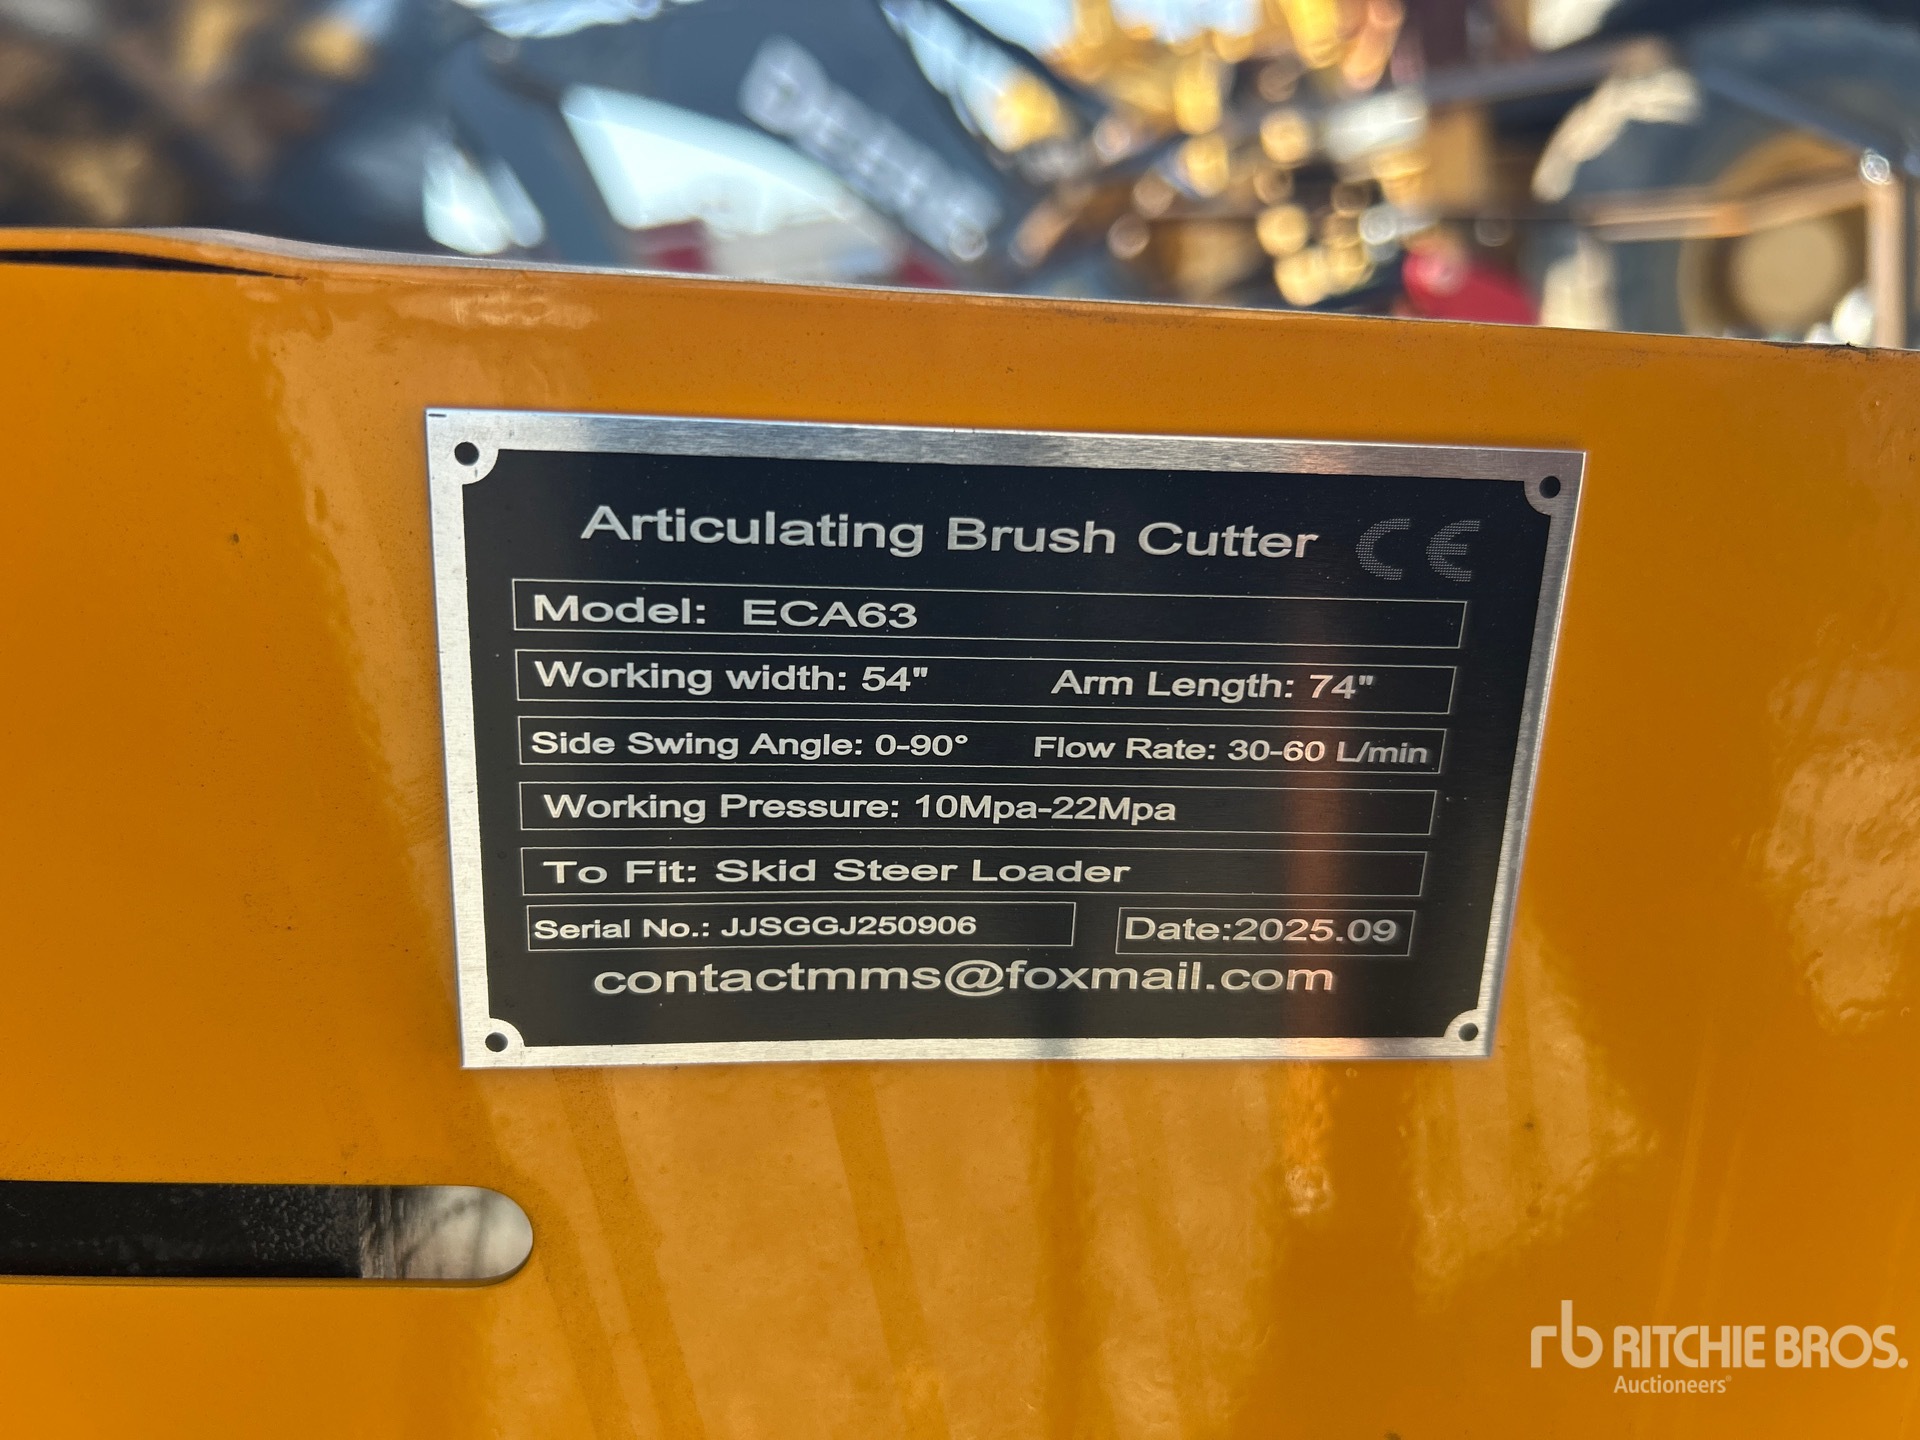 Articulating Brush Cutter CE
Model: ECA63
Working width: 54" Arm Length: 74"
Side Swing Angle: 0-90° Flow Rate: 30-60 L/min
Working Pressure: 10Mpa-22Mpa
To Fit: Skid Steer Loader
Serial No.: JJSGGJ250906 Date:2025.09
contactmms@foxmail.com
rb RITCHIE BROS.
Auctioneers